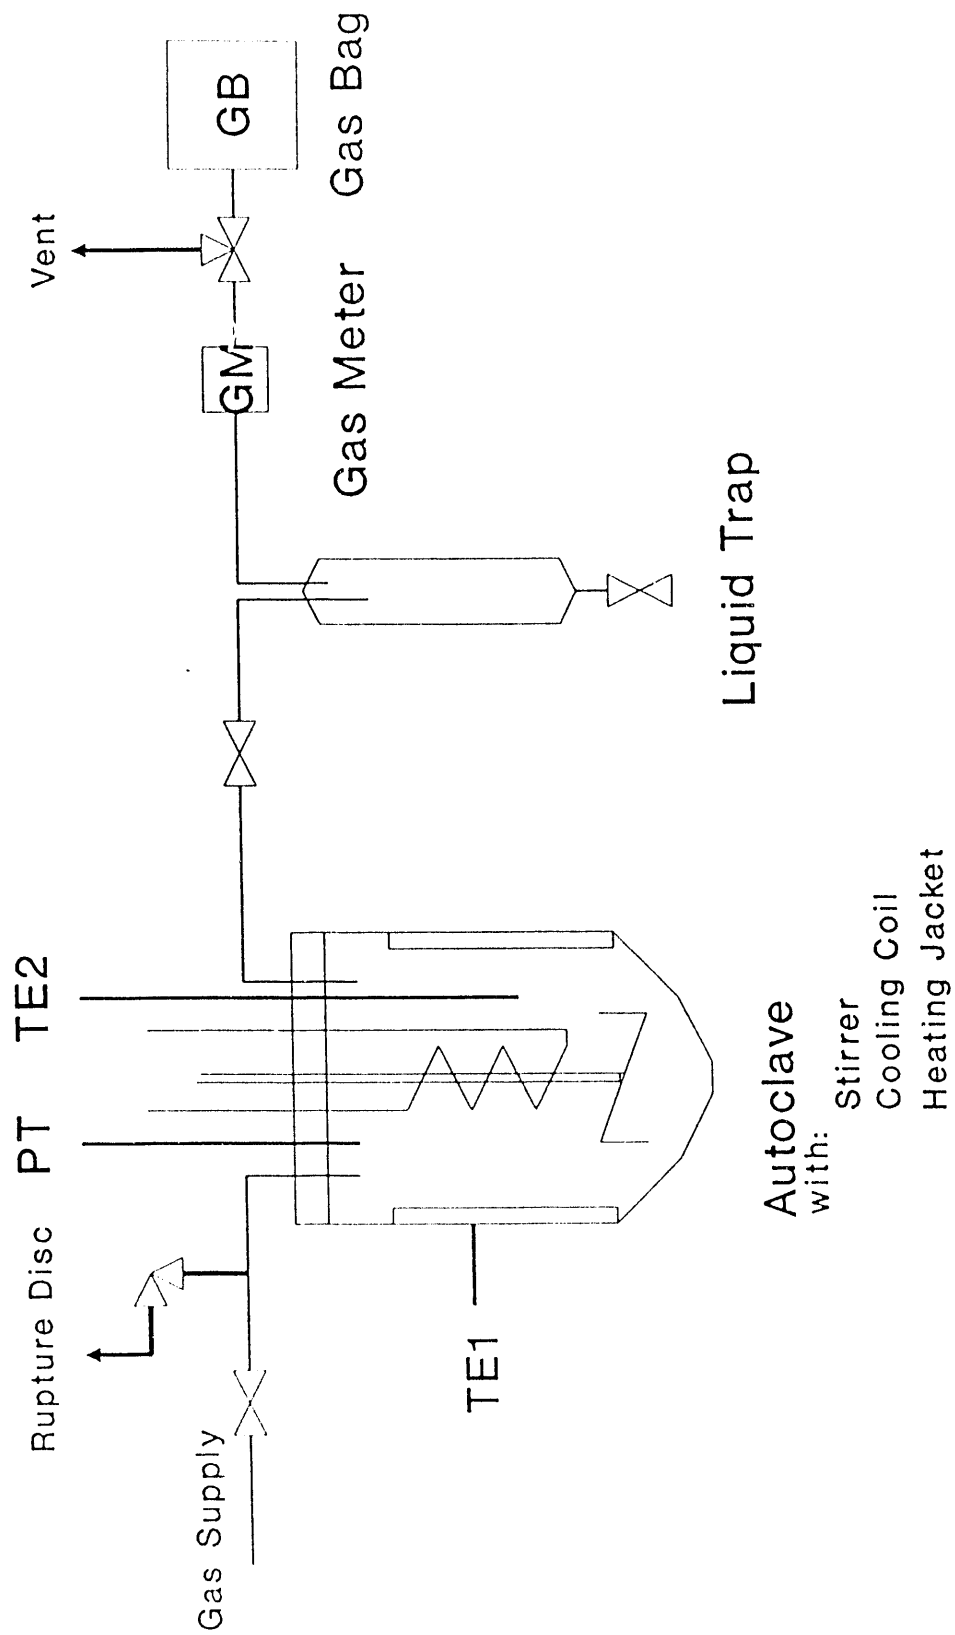 Rupture Disc
PT
TE2
Vent
Gas Supply
GM
GB
Gas Meter
Gas Bag
TE1
Liquid Trap
Autoclave
with:
Stirrer
Cooling Coil
Heating Jacket